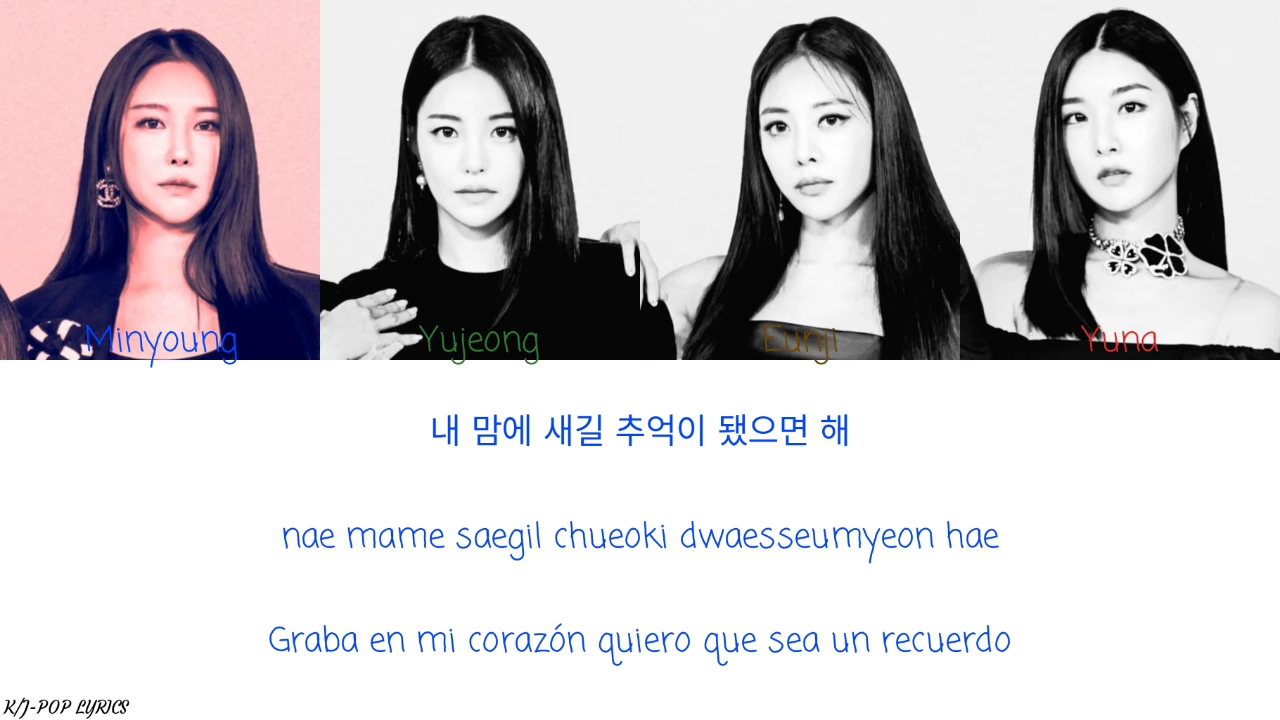 Minyoung Yujeong Eunji Yuna
내 맘에 새길 추억이 됐으면 해
nae mame saegil chueoki dwaesseumyeon hae
Graba en mi corazón quiero que sea un recuerdo
K/J-POP LYRICS